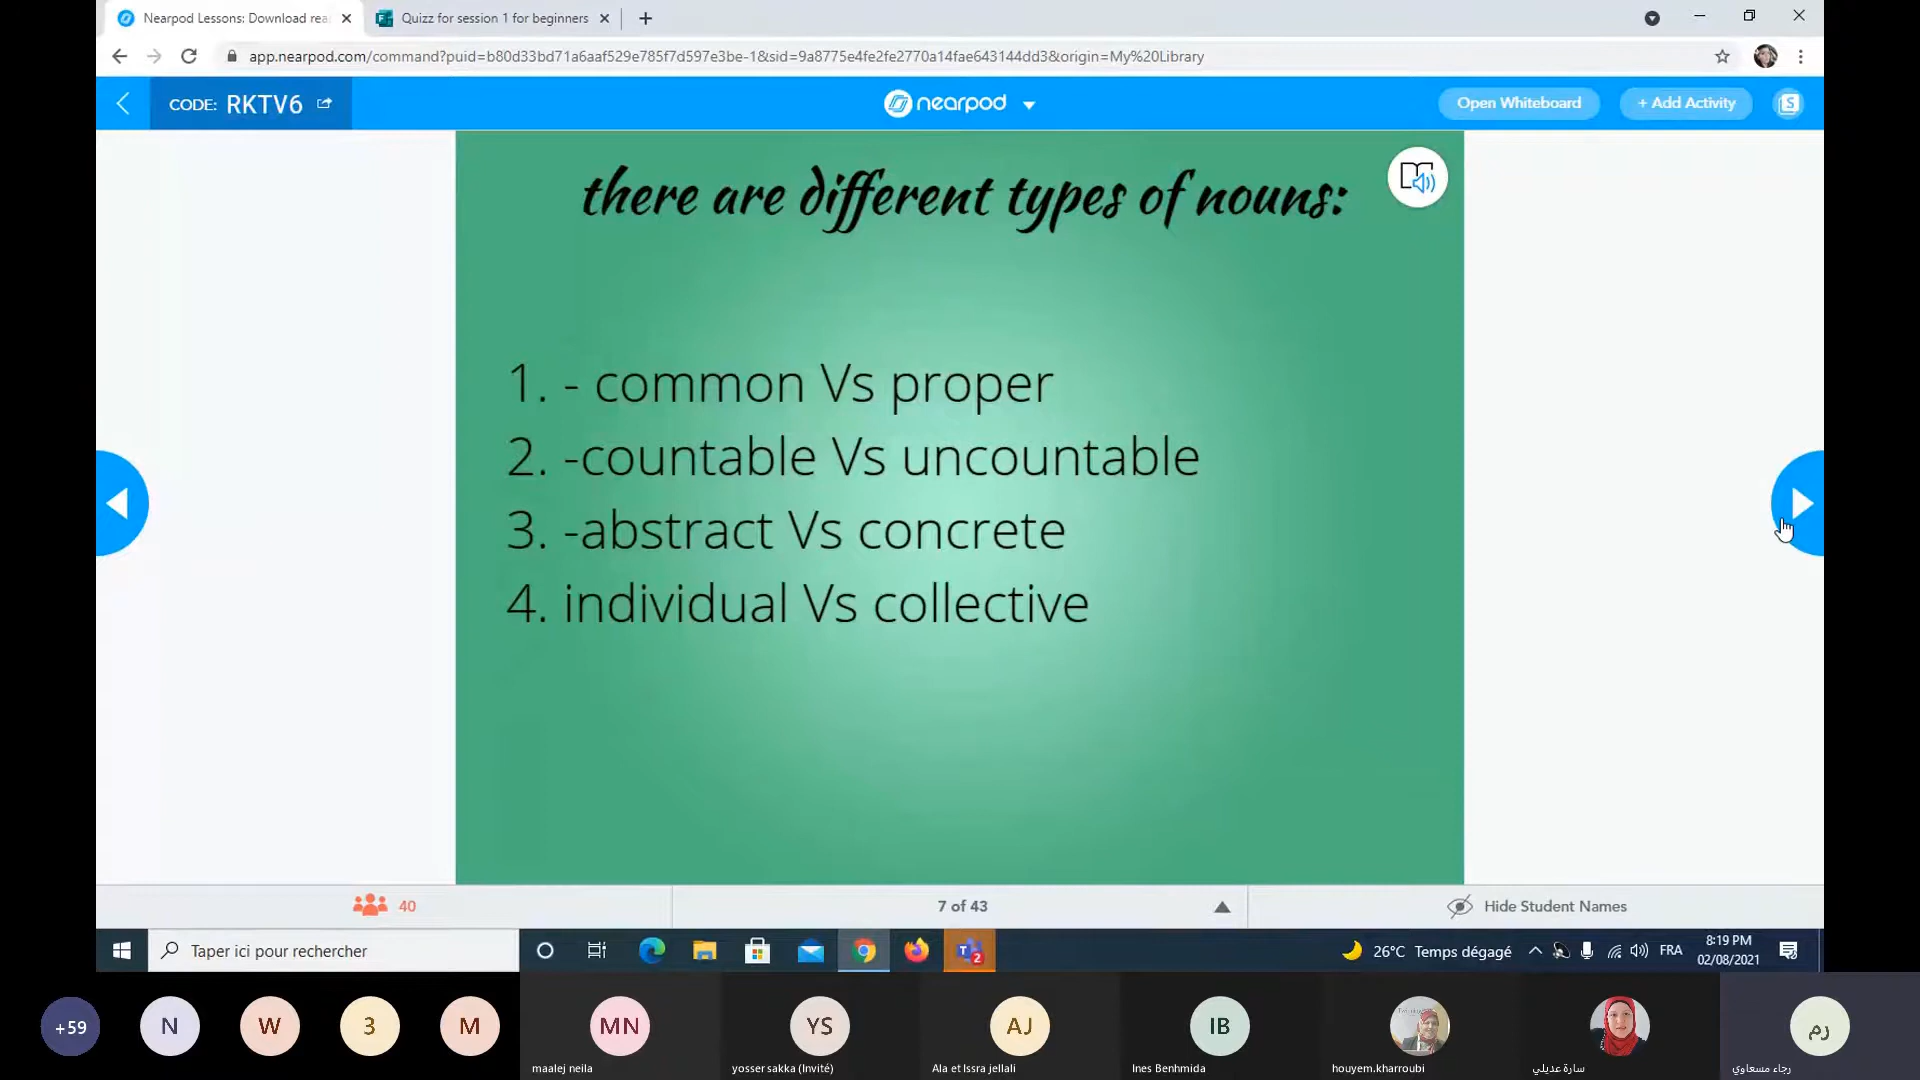 Nearpod Lessons: Download rea
Quizz for session 1 for beginners
app.nearpod.com/command?puid=b80d33bd71a6aaf529e785f7d597e3be-1&sid=9a8775e4fe2fe2770a14fae643144dd3&origin=My%20Library
CODE: RKTV6
nearpod
Open Whiteboard
+ Add Activity
S
there are different types of nouns:
1. - common Vs proper
2. -countable Vs uncountable
3. -abstract Vs concrete
4. individual Vs collective
40
7 of 43
Hide Student Names
Taper ici pour rechercher
2
26°C Temps dégagé
FRA
8:19 PM
02/08/2021
+59
N
W
3
M
MN
YS
AJ
IB
رم
maalej neila
yosser sakka (Invité)
Ala et Issra jellali
Ines Benhmida
houyem.kharroubi
سارة عديلي
رجاء مسعاوي